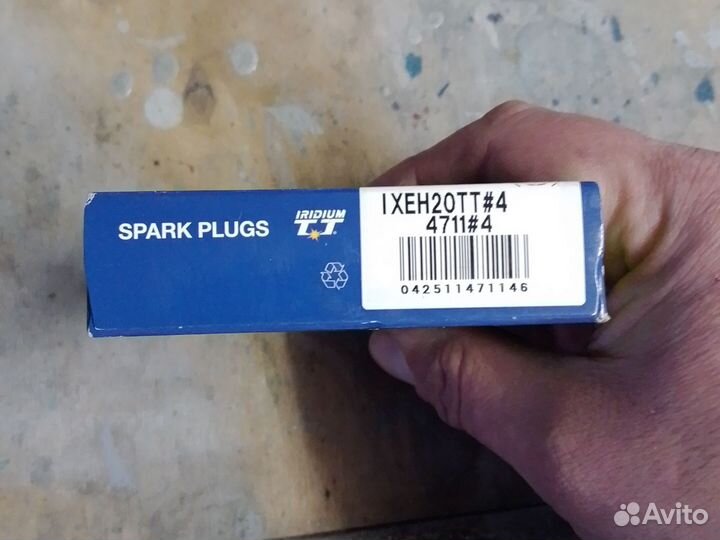 SPARK PLUGS
IRIDIUM
TT
IXEH20TT#4
4711#4
042511471146
Avito